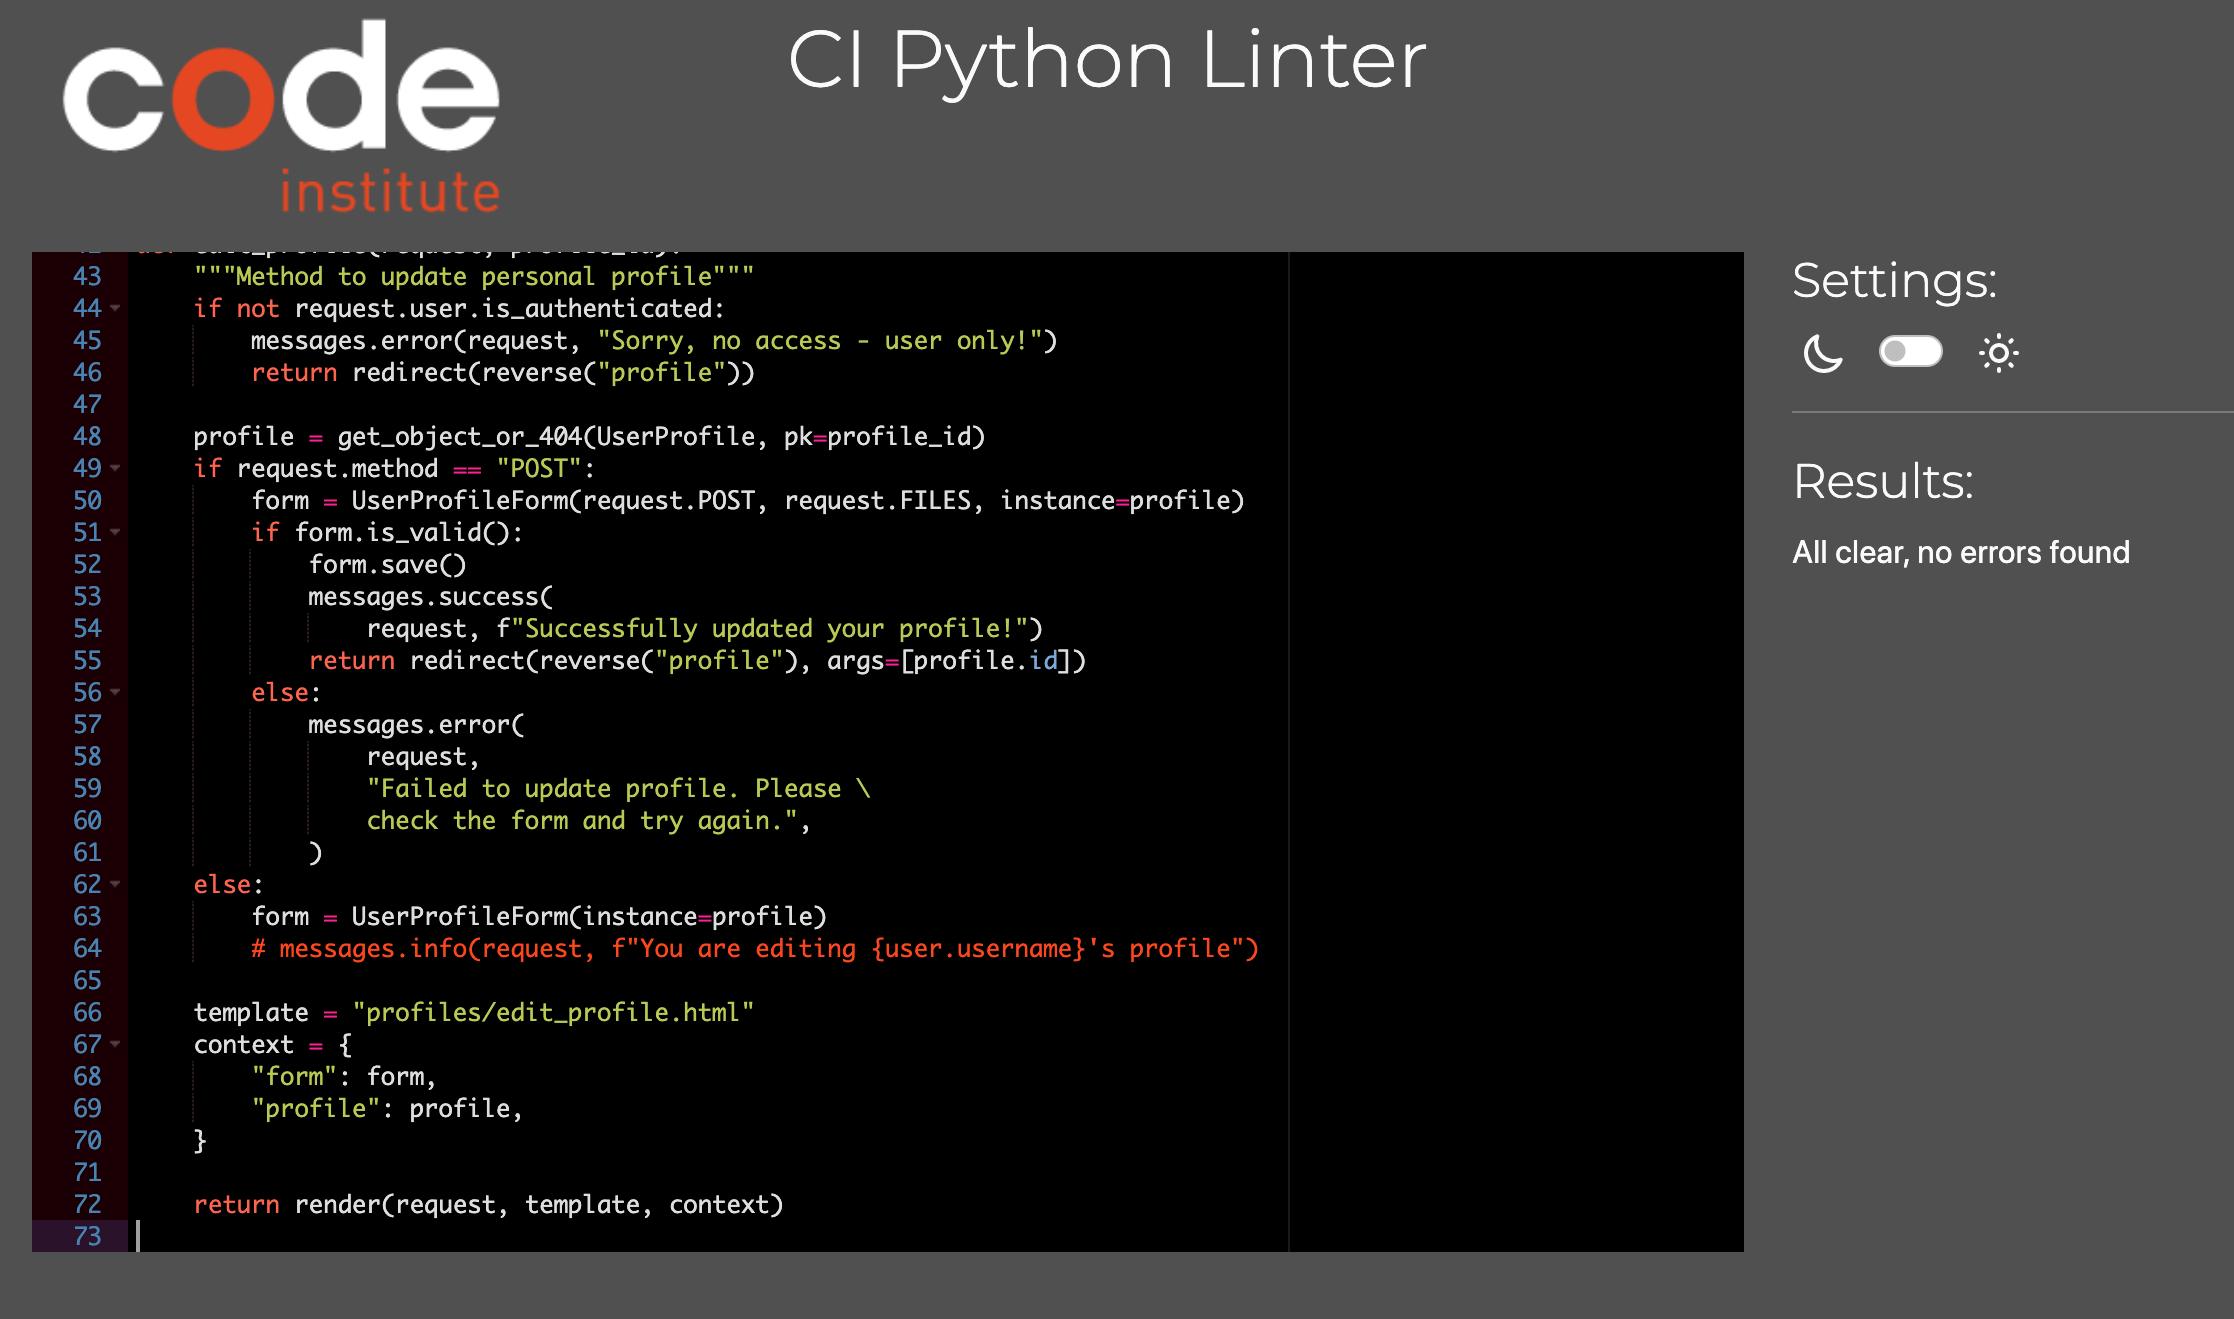 code
institute
CI Python Linter
43     """Method to update personal profile"""
44     if not request.user.is_authenticated:
45         messages.error(request, "Sorry, no access - user only!")
46         return redirect(reverse("profile"))
47
48     profile = get_object_or_404(UserProfile, pk=profile_id)
49     if request.method == "POST":
50         form = UserProfileForm(request.POST, request.FILES, instance=profile)
51         if form.is_valid():
52             form.save()
53             messages.success(
54                 request, f"Successfully updated your profile!")
55             return redirect(reverse("profile"), args=[profile.id])
56         else:
57             messages.error(
58                 request,
59                 "Failed to update profile. Please \
60                 check the form and try again.",
61             )
62     else:
63         form = UserProfileForm(instance=profile)
64         # messages.info(request, f"You are editing {user.username}'s profile")
65
66     template = "profiles/edit_profile.html"
67     context = {
68         "form": form,
69         "profile": profile,
70     }
71
72     return render(request, template, context)
73
Settings:
Results:
All clear, no errors found